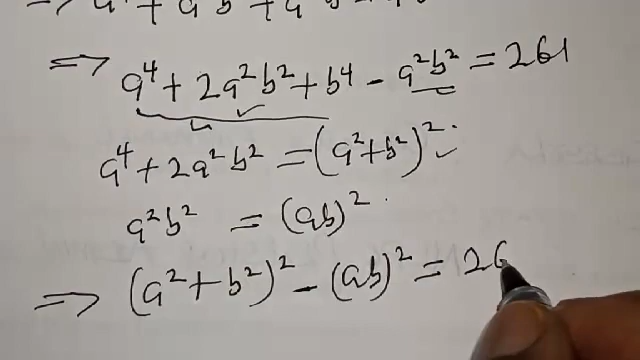 ⇒ a⁴ + 2a²b² + b⁴ - a²b² = 261
a⁴ + 2a²b² = (a²+b²)².
a²b² = (ab)².
⇒ (a²+b²)² - (ab)² = 26